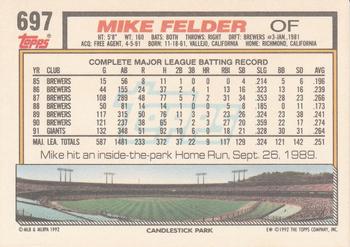 697
Topps
MIKE FELDER OF
HT: 5'8" WT: 160 BATS: BOTH THROWS: RIGHT DRFT: BREWERS #3-JAN.,1981
ACQ: FREE AGENT, 4-5-91 BORN: 11-18-61, VALLEJO, CALIFORNIA HOME: RICHMOND, CALIFORNIA
COMPLETE MAJOR LEAGUE BATTING RECORD
YR CLUB G AB R H 2B 3B HR RBI SB SLG BB SO AVG
85 BREWERS 15 56 8 11 1 0 0 0 4 .214 5 6 .196
86 BREWERS 44 155 24 37 2 4 1 13 16 .323 13 16 .239
87 BREWERS 108 289 48 77 5 7 2 31 34 .353 28 23 .266
88 BREWERS 50 81 14 14 1 0 0 5 8 .185 0 11 .173
89 BREWERS 117 315 50 76 11 3 3 23 26 .324 23 38 .241
90 BREWERS 91 237 38 65 7 2 3 27 20 .359 22 17 .274
91 GIANTS 132 348 51 92 10 6 0 18 21 .328 30 31 .264
MAJ. LEA. TOTALS 1481 233 372 37 22 9 117 129 121 142 .251
Mike hit an inside-the-park Home Run, Sept. 26, 1989.
©MLB & MLBPA 1992
CANDLESTICK PARK
© 1992 THE TOPPS COMPANY, INC.